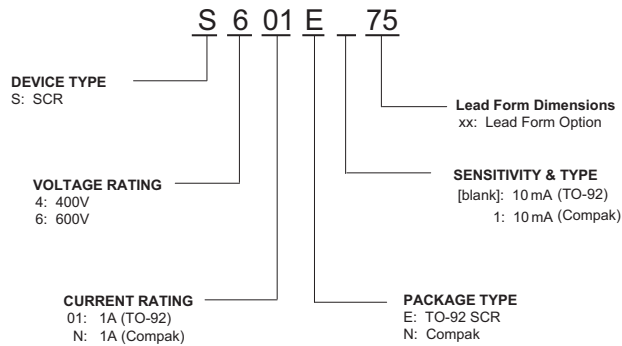 S 6 01 E _ 75
DEVICE TYPE
S: SCR
Lead Form Dimensions
xx: Lead Form Option
VOLTAGE RATING
4: 400V
6: 600V
SENSITIVITY & TYPE
[blank]: 10 mA (TO-92)
1: 10 mA (Compak)
CURRENT RATING
01: 1A (TO-92)
N: 1A (Compak)
PACKAGE TYPE
E: TO-92 SCR
N: Compak